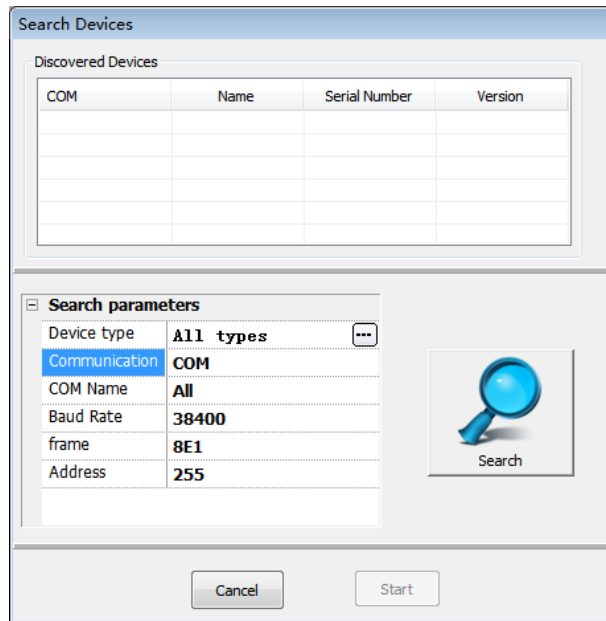 Search Devices
Discovered Devices
COM Name Serial Number Version
Search parameters
Device type All types
Communication COM
COM Name All
Baud Rate 38400
frame 8E1
Address 255
Search
Cancel Start